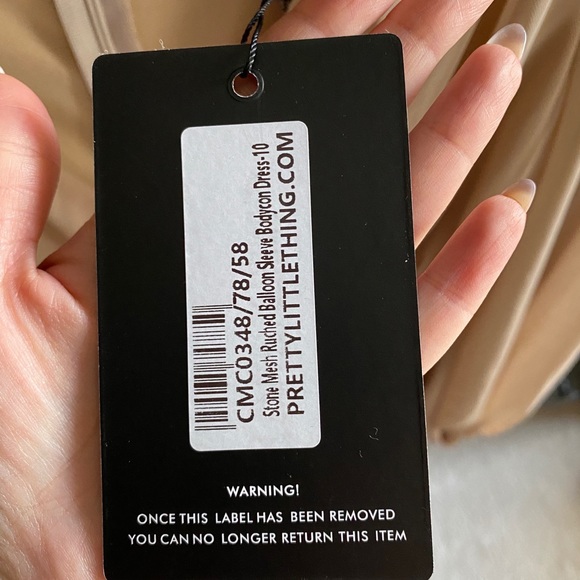 CMC0348/78/58
Stone Mesh Ruched Balloon Sleeve Bodycon Dress-10
PRETTYLITTLETHING.COM
WARNING!
ONCE THIS LABEL HAS BEEN REMOVED
YOU CAN NO LONGER RETURN THIS ITEM